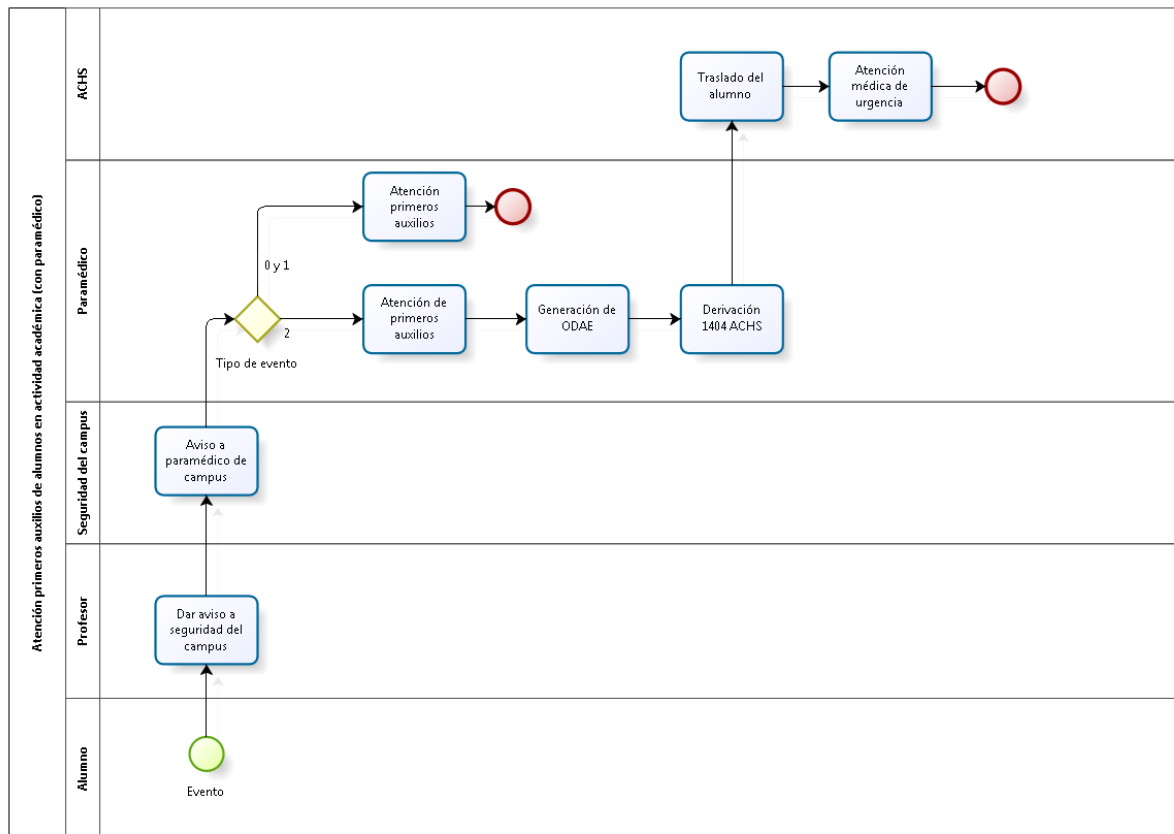 Atención primeros auxilios de alumnos en actividad académica (con paramédico)
ACHS
Traslado del
alumno
Atención
médica de
urgencia
Paramédico
Atención
primeros
auxilios
0 y 1
Tipo de evento
2
Atención de
primeros
auxilios
Generación de
ODAE
Derivación
1404 ACHS
Seguridad del campus
Aviso a
paramédico de
campus
Profesor
Dar aviso a
seguridad del
campus
Alumno
Evento